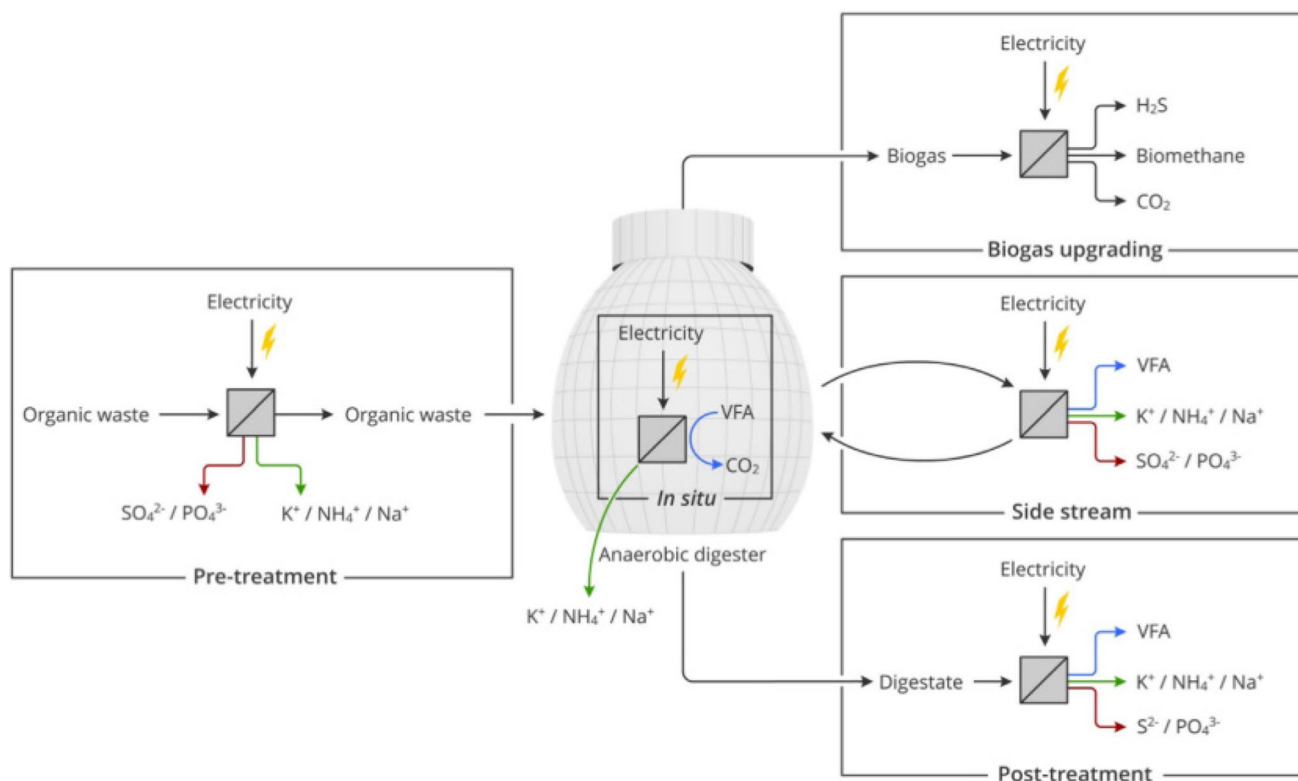 Electricity
Organic waste
Organic waste
SO₄²⁻ / PO₄³⁻
K⁺ / NH₄⁺ / Na⁺
Pre-treatment
Electricity
VFA
CO₂
In situ
Anaerobic digester
K⁺ / NH₄⁺ / Na⁺
Electricity
Biogas
H₂S
Biomethane
CO₂
Biogas upgrading
Electricity
VFA
K⁺ / NH₄⁺ / Na⁺
SO₄²⁻ / PO₄³⁻
Side stream
Electricity
Digestate
VFA
K⁺ / NH₄⁺ / Na⁺
S²⁻ / PO₄³⁻
Post-treatment